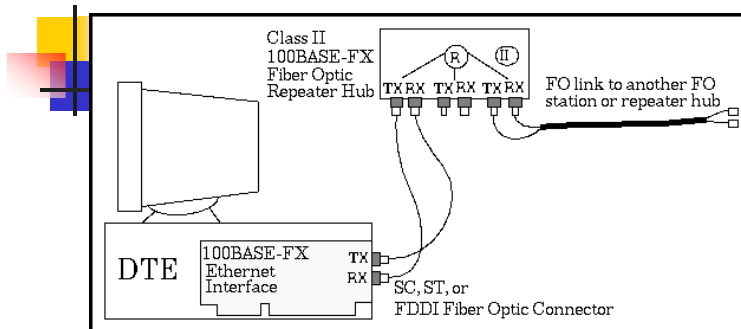 Class II
100BASE-FX
Fiber Optic
Repeater Hub
R
II
TX RX TX RX TX RX
FO link to another FO
station or repeater hub
DTE
100BASE-FX
Ethernet
Interface
TX
RX
SC, ST, or
FDDI Fiber Optic Connector